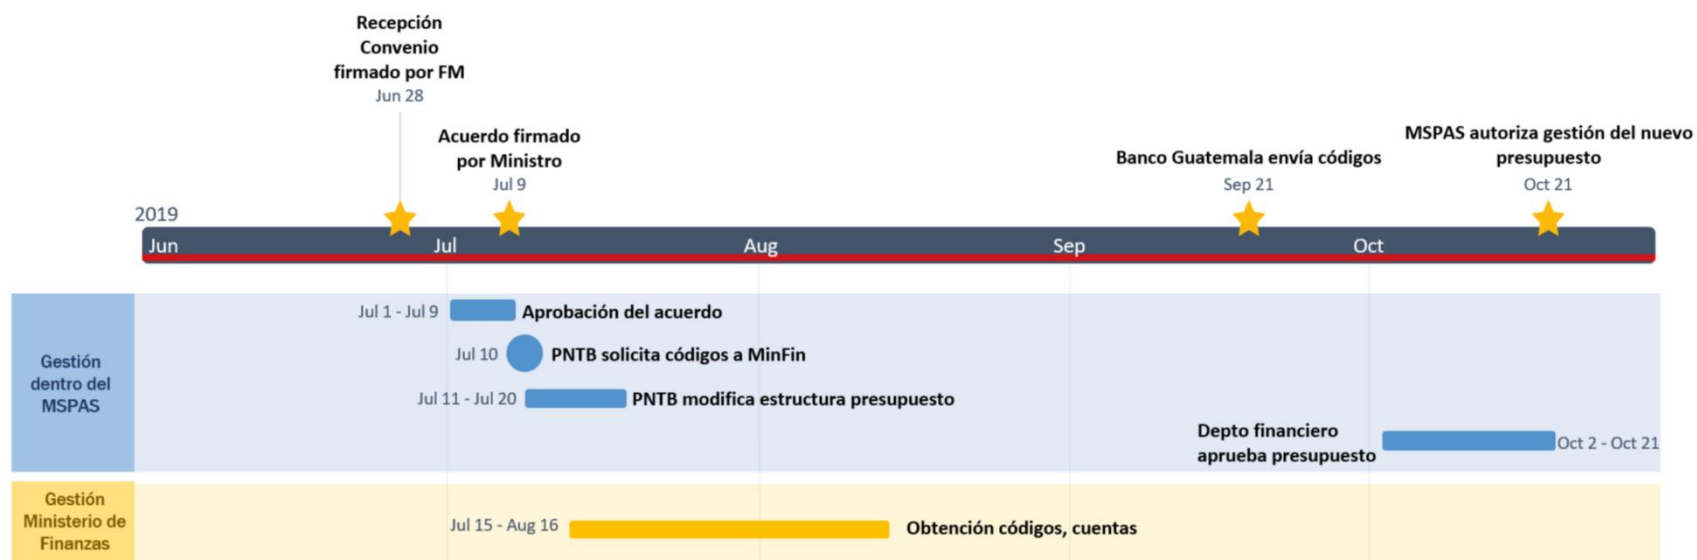 Recepción
Convenio
firmado por FM
Jun 28
Acuerdo firmado
por Ministro
Jul 9
Banco Guatemala envía códigos
Sep 21
MSPAS autoriza gestión del nuevo
presupuesto
Oct 21
2019
Jun
Jul
Aug
Sep
Oct
Gestión
dentro del
MSPAS
Jul 1 - Jul 9
Aprobación del acuerdo
Jul 10
PNTB solicita códigos a MinFin
Jul 11 - Jul 20
PNTB modifica estructura presupuesto
Depto financiero
aprueba presupuesto
Oct 2 - Oct 21
Gestión
Ministerio de
Finanzas
Jul 15 - Aug 16
Obtención códigos, cuentas